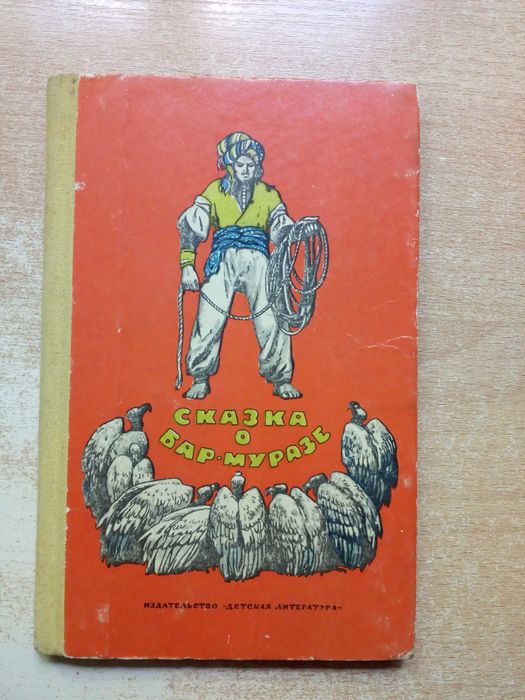 СКАЗКА
О
БАР-МУРАЗЕ
ИЗДАТЕЛЬСТВО «ДЕТСКАЯ ЛИТЕРАТУРА»